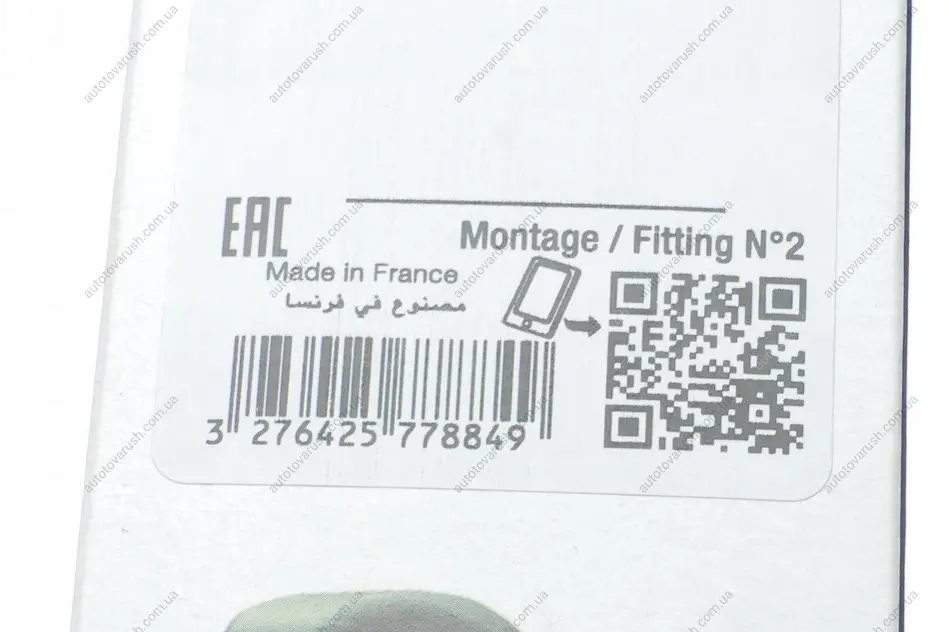 EAC
Montage / Fitting N°2
Made in France
مصنوع في فرنسا
3 276425 778849
autotovarush.com.ua